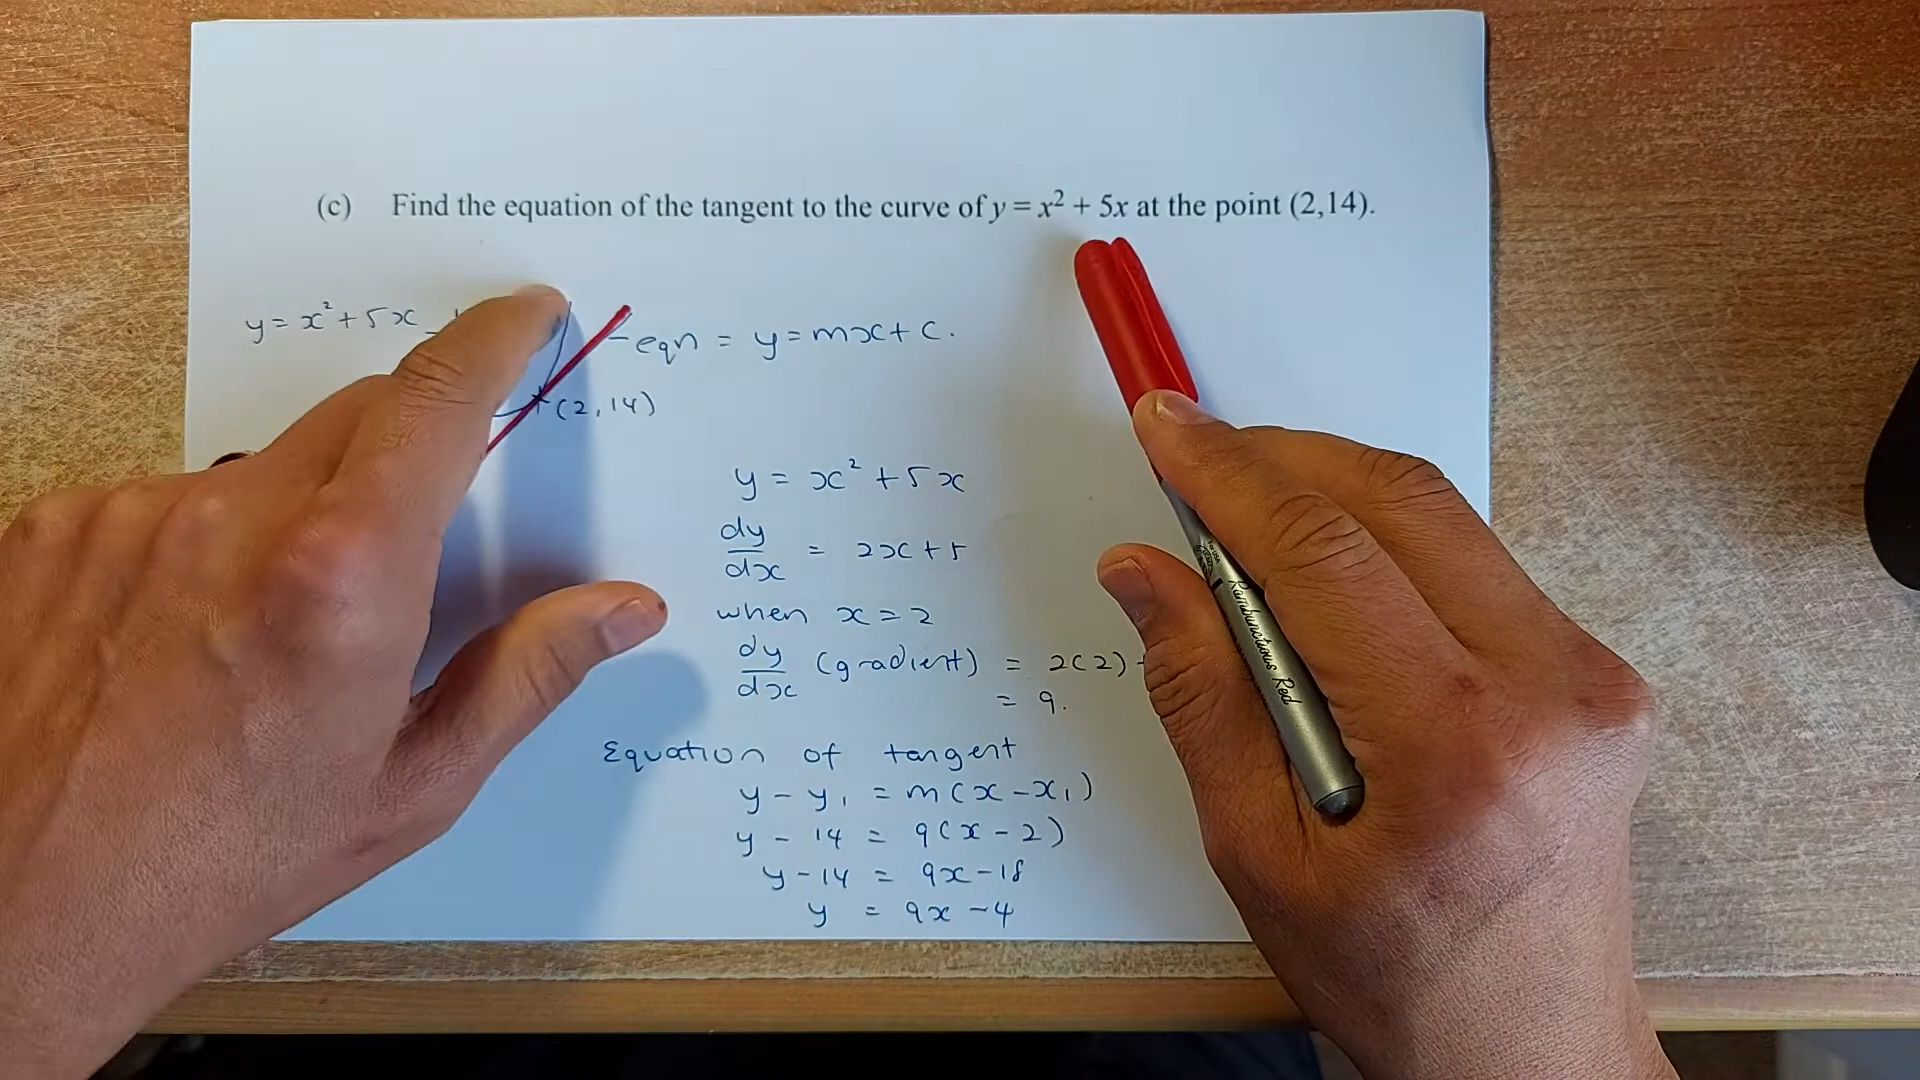 (c) Find the equation of the tangent to the curve of y = x² + 5x at the point (2,14).
y = x² + 5x
eqn = y = mx + c.
(2, 14)
y = x² + 5x
dy/dx = 2x + 5
when x = 2
dy/dx (gradient) = 2(2)
= 9.
Equation of tangent
y - y₁ = m(x - x₁)
y - 14 = 9(x - 2)
y - 14 = 9x - 18
y = 9x - 4
Rambunctious Red